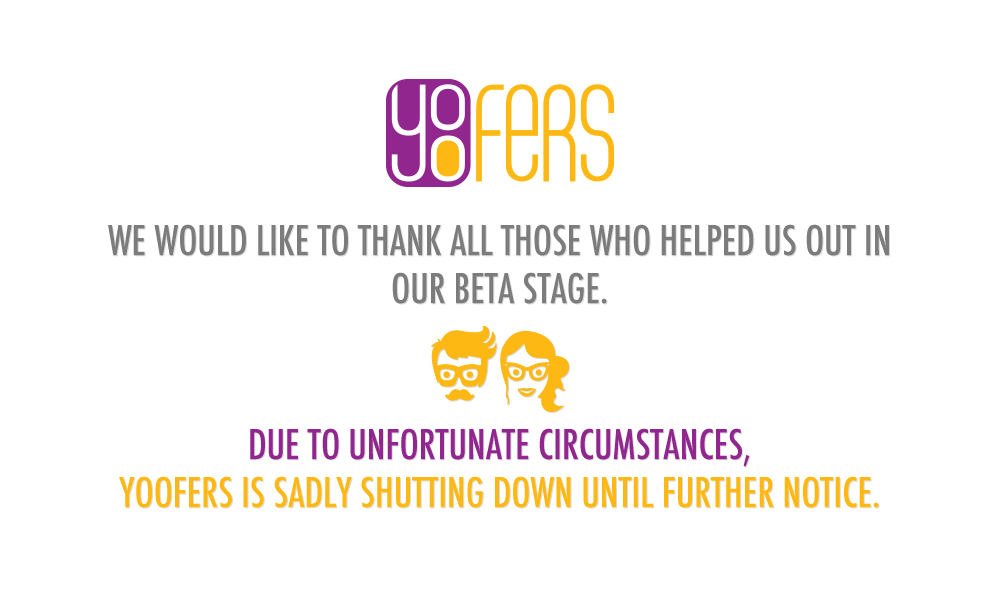 yoofers
WE WOULD LIKE TO THANK ALL THOSE WHO HELPED US OUT IN
OUR BETA STAGE.
DUE TO UNFORTUNATE CIRCUMSTANCES,
YOOFERS IS SADLY SHUTTING DOWN UNTIL FURTHER NOTICE.